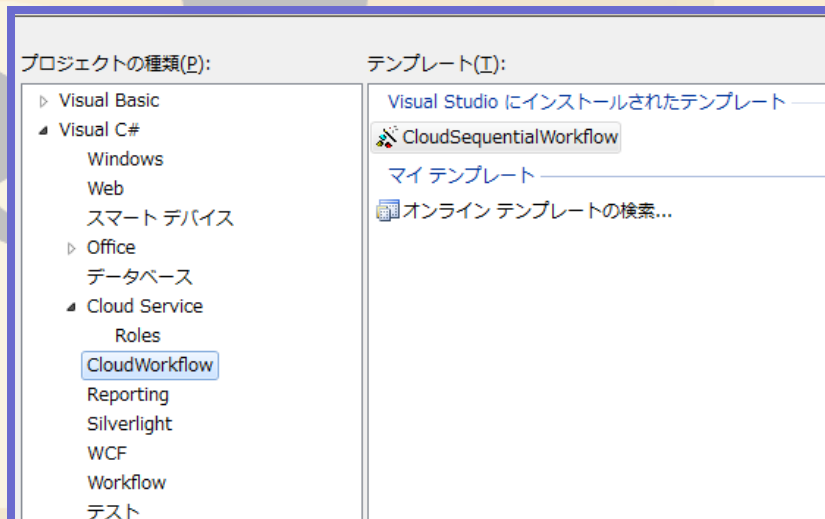 プロジェクトの種類(P):
Visual Basic
Visual C#
Windows
Web
スマート デバイス
Office
データベース
Cloud Service
Roles
CloudWorkflow
Reporting
Silverlight
WCF
Workflow
テスト
テンプレート(T):
Visual Studio にインストールされたテンプレート
CloudSequentialWorkflow
マイ テンプレート
オンライン テンプレートの検索...